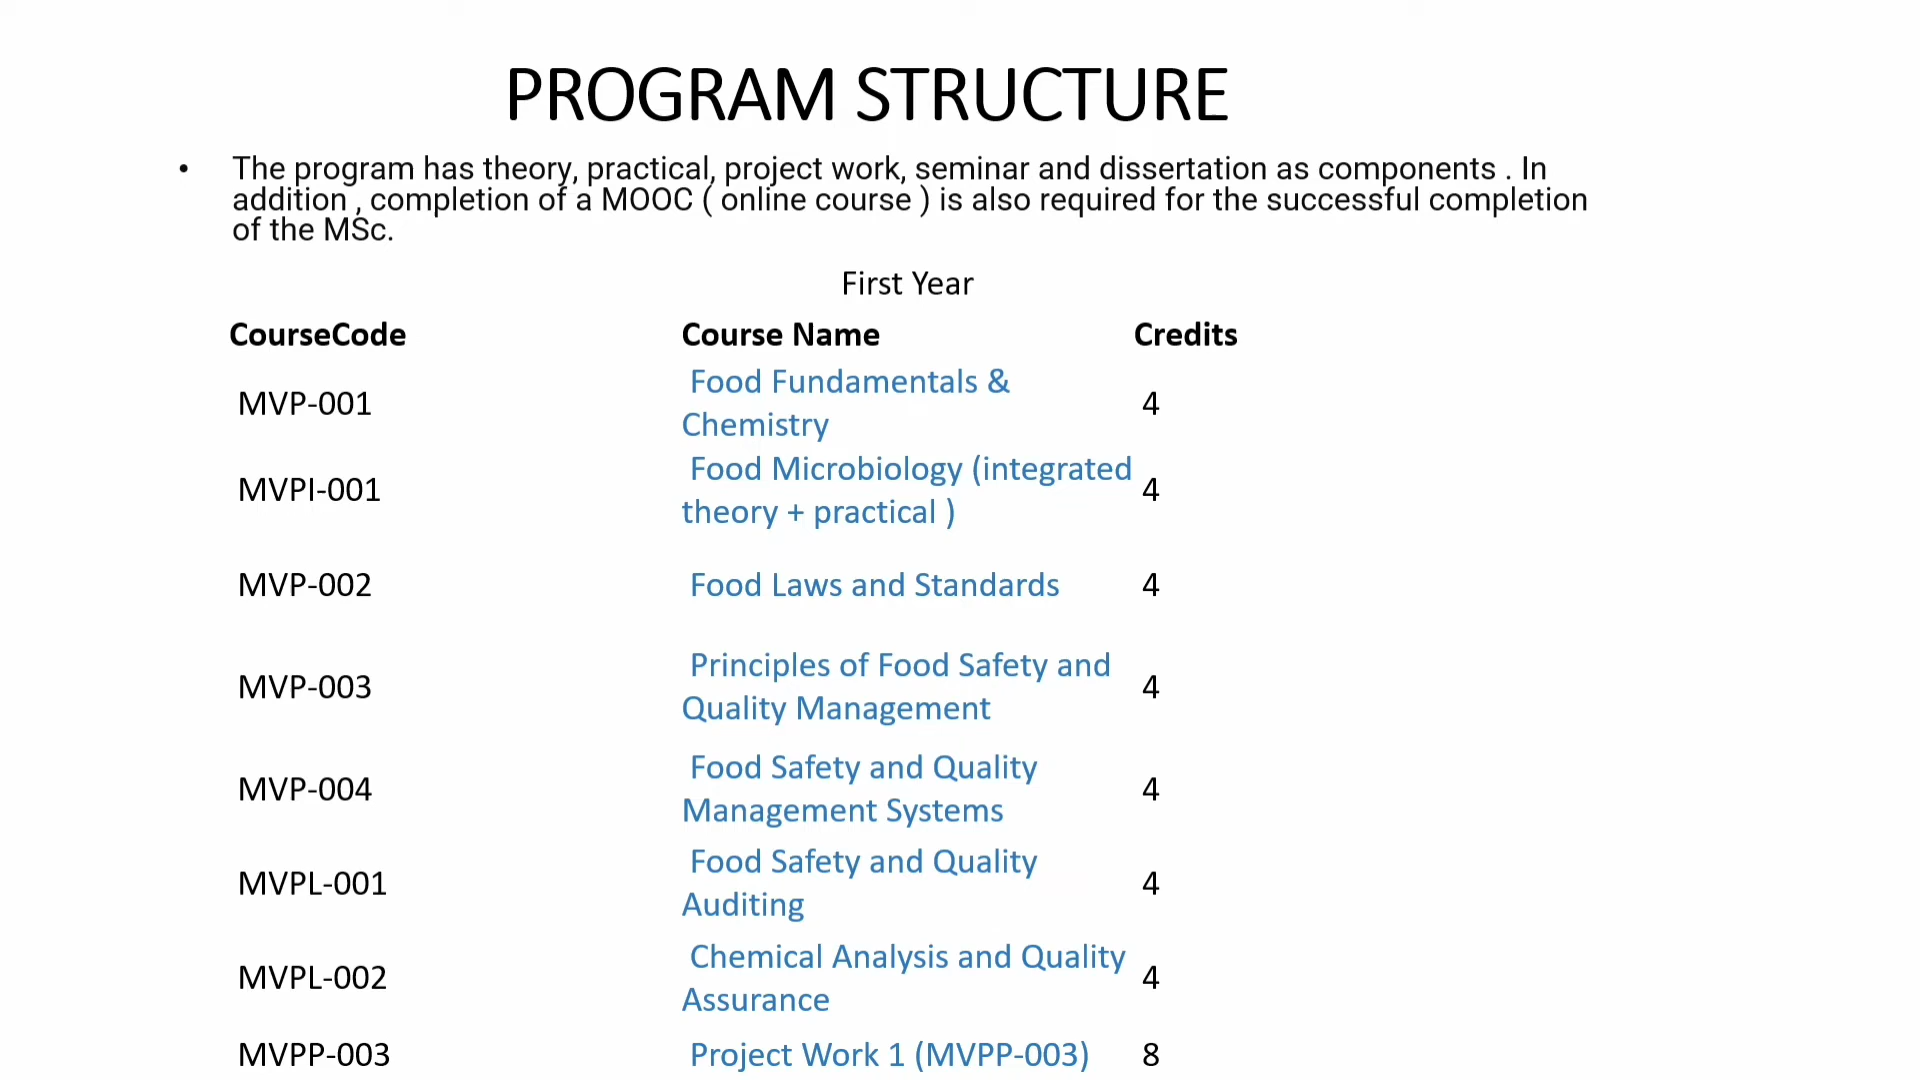 PROGRAM STRUCTURE
• The program has theory, practical, project work, seminar and dissertation as components . In
addition , completion of a MOOC ( online course ) is also required for the successful completion
of the MSc.
First Year
CourseCode Course Name Credits
MVP-001 Food Fundamentals & Chemistry 4
MVPI-001 Food Microbiology (integrated theory + practical ) 4
MVP-002 Food Laws and Standards 4
MVP-003 Principles of Food Safety and Quality Management 4
MVP-004 Food Safety and Quality Management Systems 4
MVPL-001 Food Safety and Quality Auditing 4
MVPL-002 Chemical Analysis and Quality Assurance 4
MVPP-003 Project Work 1 (MVPP-003) 8